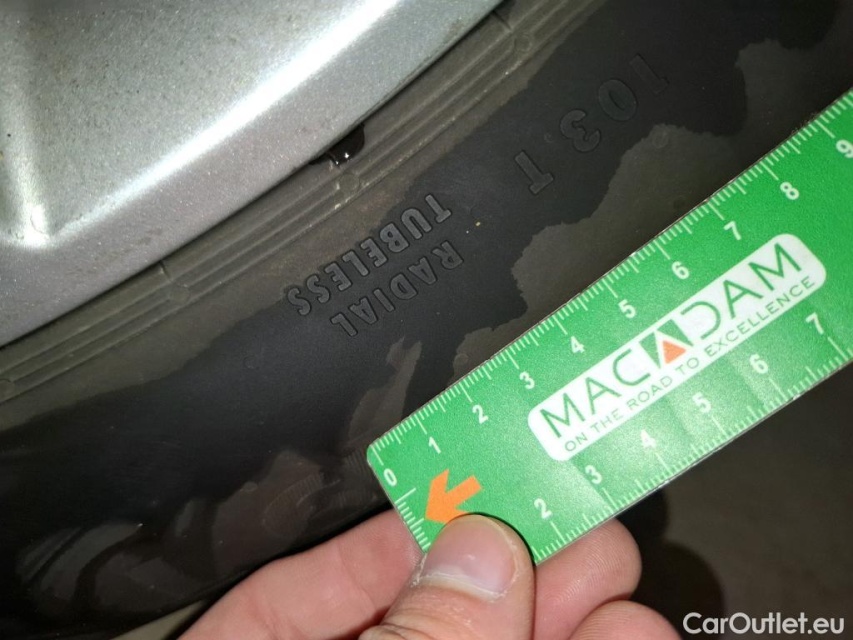 103 T
RADIAL
TUBELESS
0 1 2 3 4 5 6 7 8 9
MACADAM
ON THE ROAD TO EXCELLENCE
2 3 4 5 6 7
CarOutlet.eu